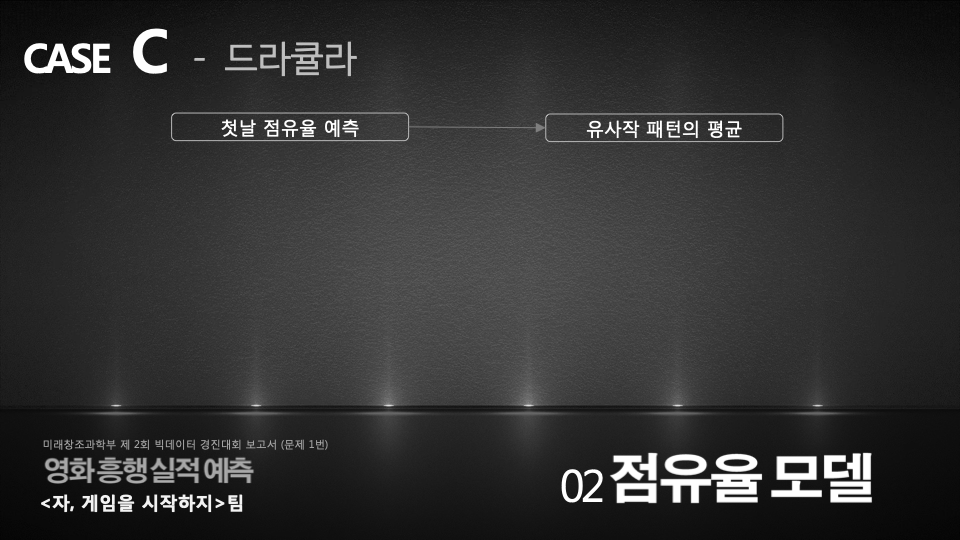 CASE C - 드라큘라
첫날 점유율 예측
유사작 패턴의 평균
미래창조과학부 제 2회 빅데이터 경진대회 보고서 (문제 1번)
영화 흥행 실적 예측
<자, 게임을 시작하지>팀
02 점유율 모델